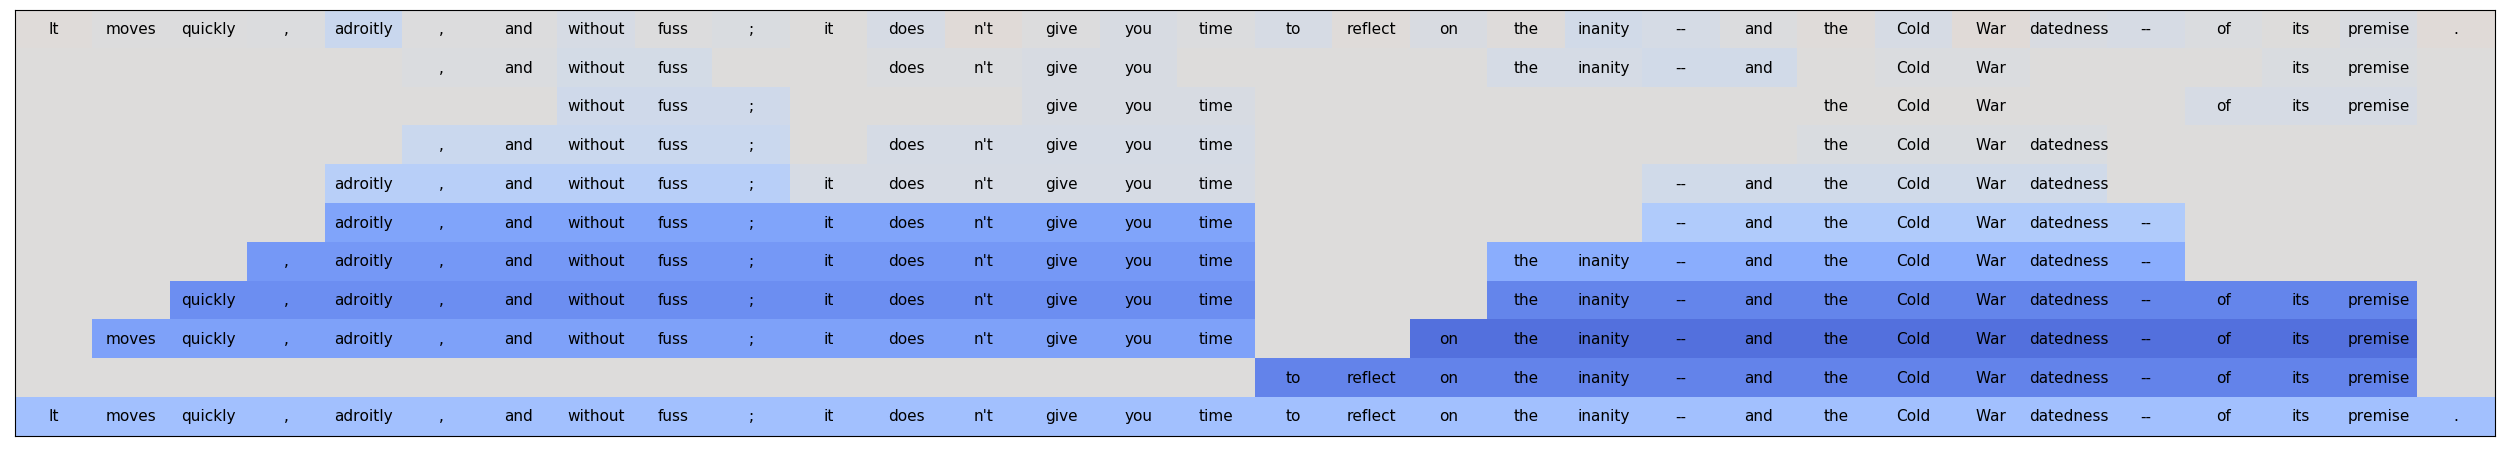 It moves quickly , adroitly , and without fuss ; it does n't give you time to reflect on the inanity -- and the Cold War datedness -- of its premise .
, and without fuss does n't give you the inanity -- and Cold War its premise
without fuss ; give you time the Cold War of its premise
, and without fuss ; does n't give you time the Cold War datedness
adroitly , and without fuss ; it does n't give you time -- and the Cold War datedness
adroitly , and without fuss ; it does n't give you time -- and the Cold War datedness --
, adroitly , and without fuss ; it does n't give you time the inanity -- and the Cold War datedness --
quickly , adroitly , and without fuss ; it does n't give you time the inanity -- and the Cold War datedness -- of its premise
moves quickly , adroitly , and without fuss ; it does n't give you time on the inanity -- and the Cold War datedness -- of its premise
to reflect on the inanity -- and the Cold War datedness -- of its premise
It moves quickly , adroitly , and without fuss ; it does n't give you time to reflect on the inanity -- and the Cold War datedness -- of its premise .